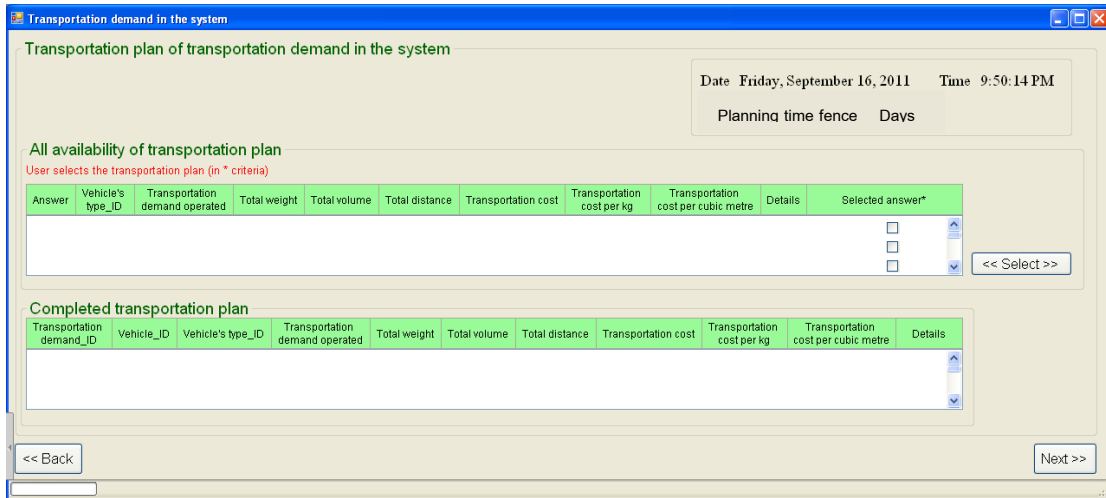 Transportation demand in the system
Transportation plan of transportation demand in the system
Date Friday, September 16, 2011 Time 9:50:14 PM
Planning time fence Days
All availability of transportation plan
User selects the transportation plan (in * criteria)
Answer Vehicle's type_ID Transportation demand operated Total weight Total volume Total distance Transportation cost Transportation cost per kg Transportation cost per cubic metre Details Selected answer*
<< Select >>
Completed transportation plan
Transportation demand_ID Vehicle_ID Vehicle's type_ID Transportation demand operated Total weight Total volume Total distance Transportation cost Transportation cost per kg Transportation cost per cubic metre Details
<< Back Next >>